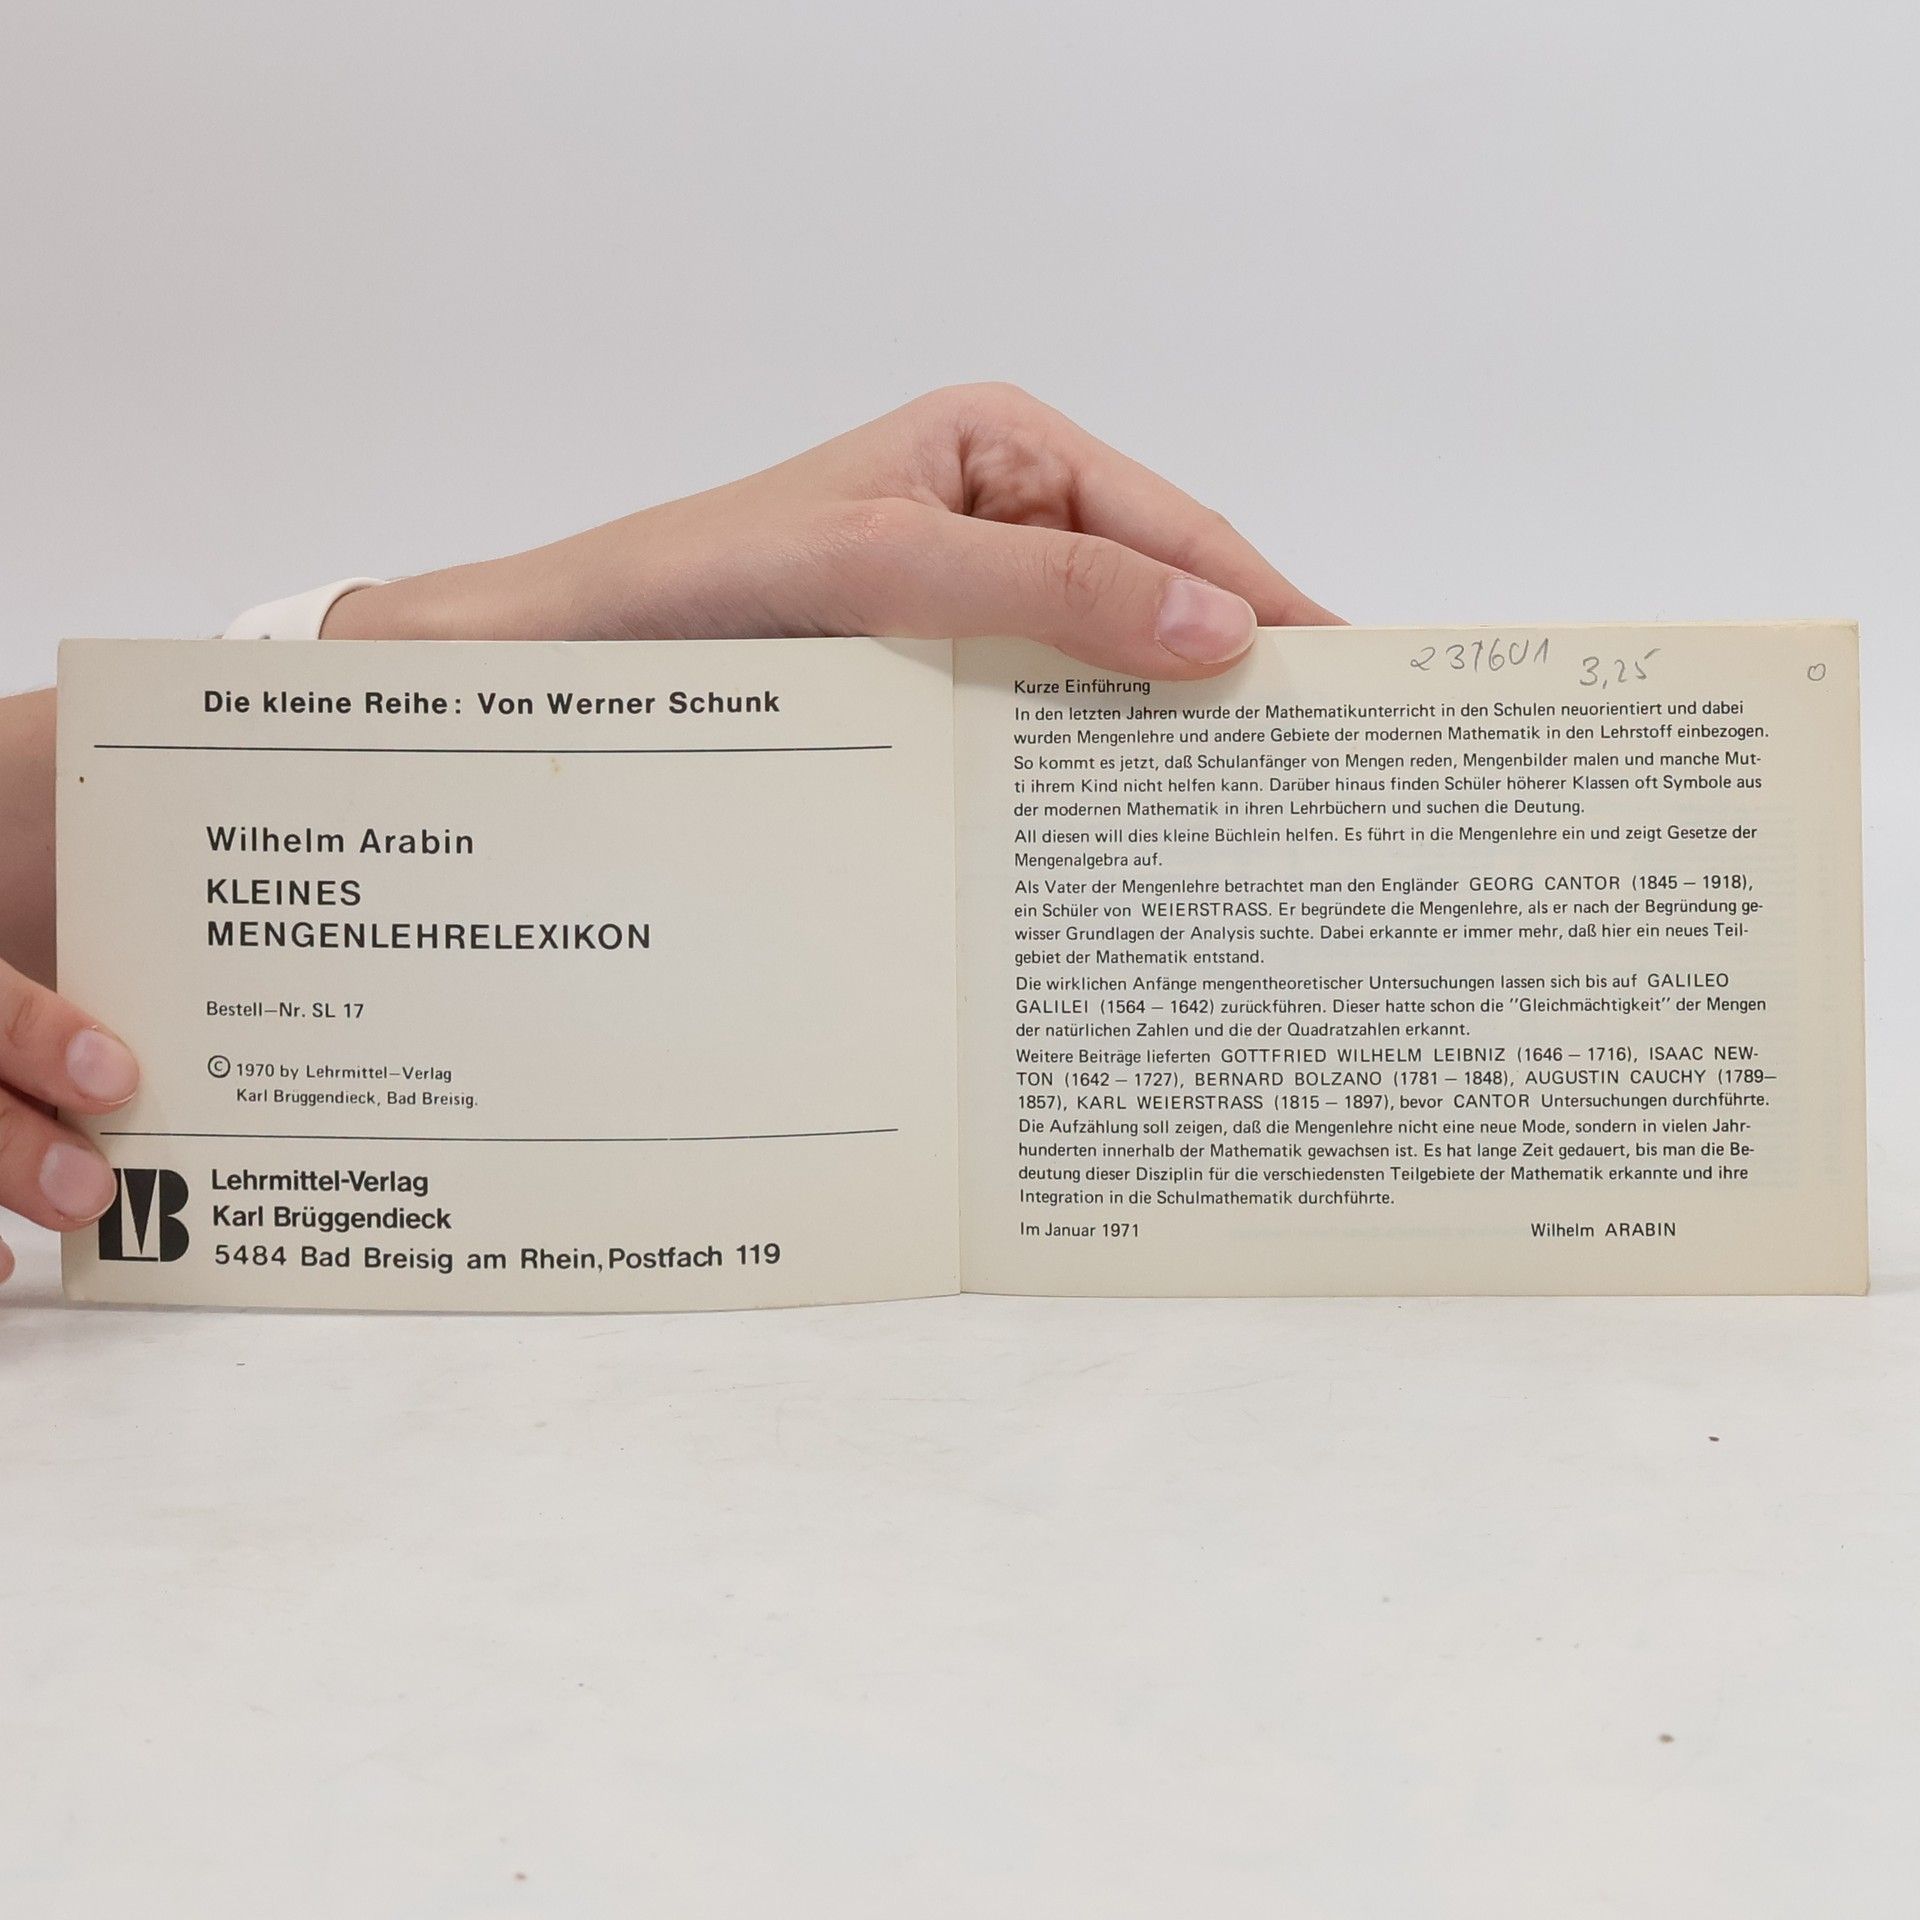 Die kleine Reihe: Von Werner Schunk
Wilhelm Arabin
KLEINES
MENGENLEHRELEXIKON
Bestell–Nr. SL 17
© 1970 by Lehrmittel–Verlag
Karl Brüggendieck, Bad Breisig.
Lehrmittel-Verlag
Karl Brüggendieck
5484 Bad Breisig am Rhein, Postfach 119
237601 3,25 0
Kurze Einführung
In den letzten Jahren wurde der Mathematikunterricht in den Schulen neuorientiert und dabei
wurden Mengenlehre und andere Gebiete der modernen Mathematik in den Lehrstoff einbezogen.
So kommt es jetzt, daß Schulanfänger von Mengen reden, Mengenbilder malen und manche Mut-
ti ihrem Kind nicht helfen kann. Darüber hinaus finden Schüler höherer Klassen oft Symbole aus
der modernen Mathematik in ihren Lehrbüchern und suchen die Deutung.
All diesen will dies kleine Büchlein helfen. Es führt in die Mengenlehre ein und zeigt Gesetze der
Mengenalgebra auf.
Als Vater der Mengenlehre betrachtet man den Engländer GEORG CANTOR (1845 – 1918),
ein Schüler von WEIERSTRASS. Er begründete die Mengenlehre, als er nach der Begründung ge-
wisser Grundlagen der Analysis suchte. Dabei erkannte er immer mehr, daß hier ein neues Teil-
gebiet der Mathematik entstand.
Die wirklichen Anfänge mengentheoretischer Untersuchungen lassen sich bis auf GALILEO
GALILEI (1564 – 1642) zurückführen. Dieser hatte schon die "Gleichmächtigkeit" der Mengen
der natürlichen Zahlen und die der Quadratzahlen erkannt.
Weitere Beiträge lieferten GOTTFRIED WILHELM LEIBNIZ (1646 – 1716), ISAAC NEW-
TON (1642 – 1727), BERNARD BOLZANO (1781 – 1848), AUGUSTIN CAUCHY (1789–
1857), KARL WEIERSTRASS (1815 – 1897), bevor CANTOR Untersuchungen durchführte.
Die Aufzählung soll zeigen, daß die Mengenlehre nicht eine neue Mode, sondern in vielen Jahr-
hunderten innerhalb der Mathematik gewachsen ist. Es hat lange Zeit gedauert, bis man die Be-
deutung dieser Disziplin für die verschiedensten Teilgebiete der Mathematik erkannte und ihre
Integration in die Schulmathematik durchführte.
Im Januar 1971 Wilhelm ARABIN